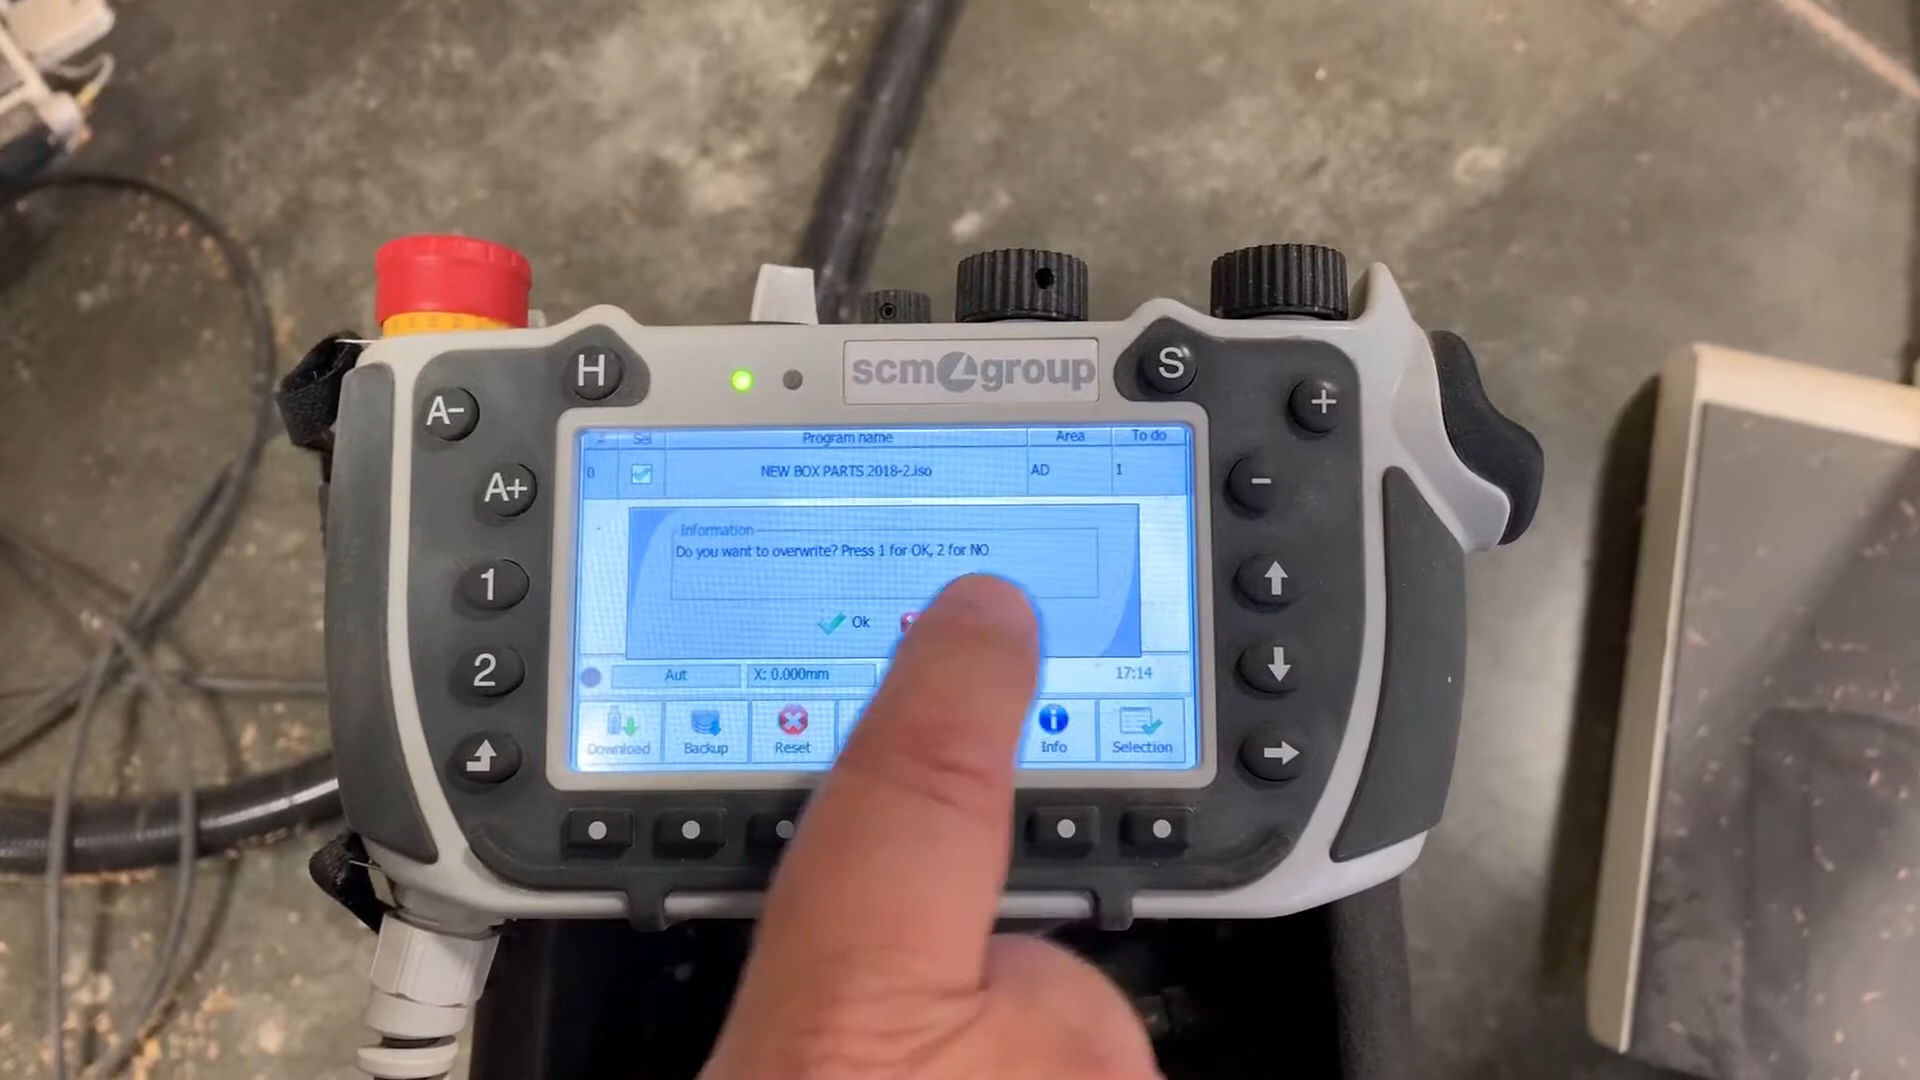 scm group
H
S
A-
+
A+
-
1
2
Sel Program name Area To do
0 NEW BOX PARTS 2018-2.iso AD 1
Information
Do you want to overwrite? Press 1 for OK, 2 for NO
Ok
Aut X: 0.000mm 17:14
Download Backup Reset Info Selection